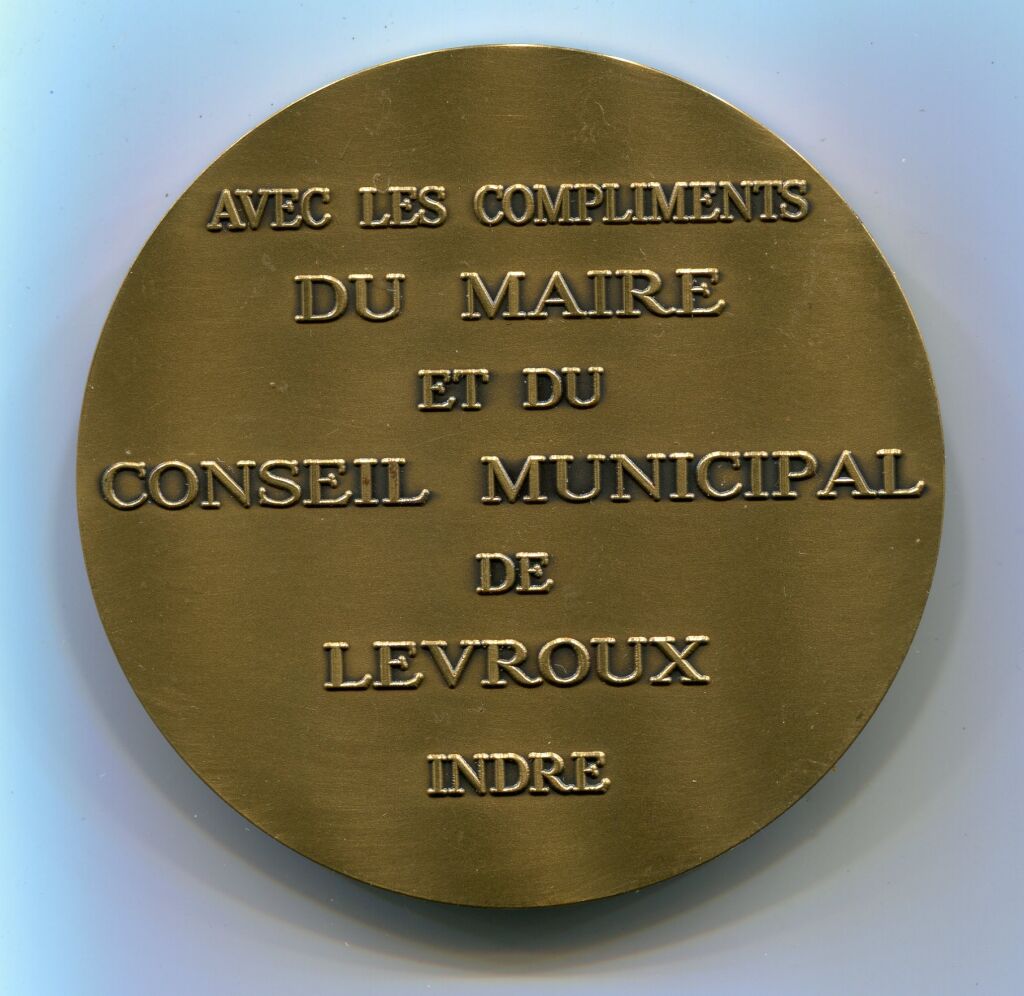 AVEC LES COMPLIMENTS
DU MAIRE
ET DU
CONSEIL MUNICIPAL
DE
LEVROUX
INDRE